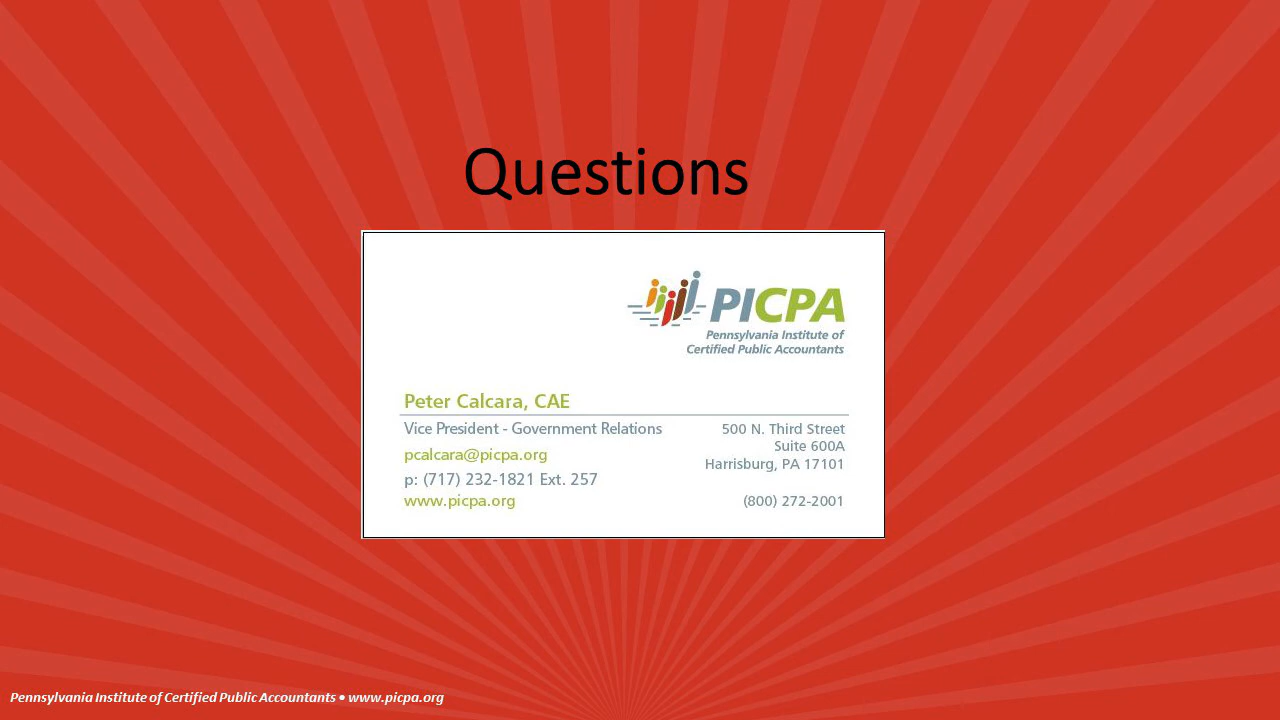 Questions
PICPA
Pennsylvania Institute of
Certified Public Accountants
Peter Calcara, CAE
Vice President - Government Relations
pcalcara@picpa.org
p: (717) 232-1821 Ext. 257
www.picpa.org
500 N. Third Street
Suite 600A
Harrisburg, PA 17101
(800) 272-2001
Pennsylvania Institute of Certified Public Accountants • www.picpa.org